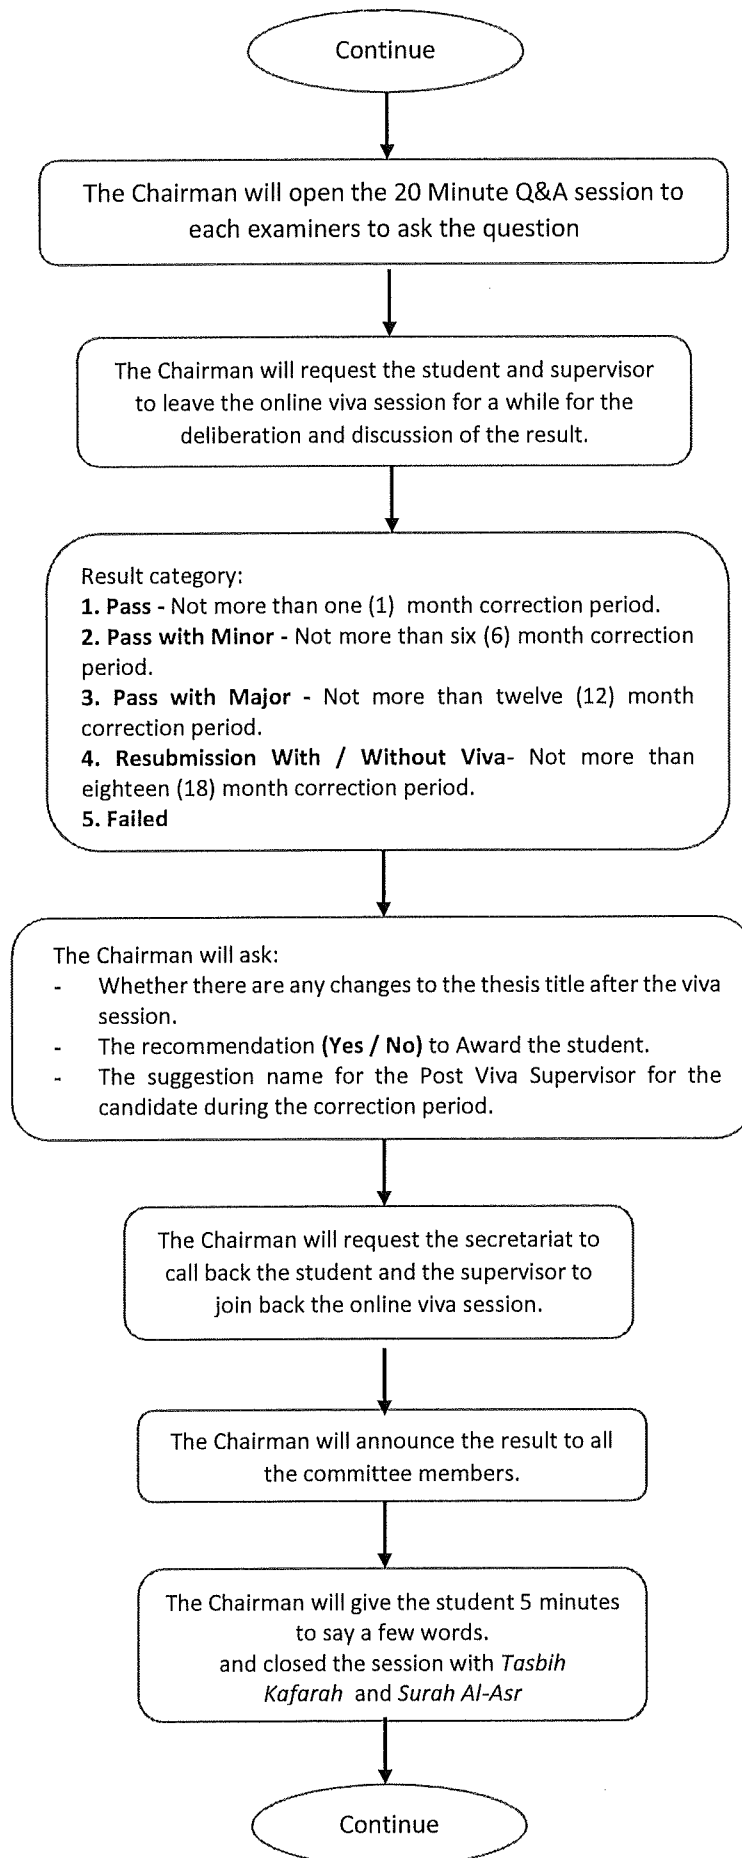 Continue
The Chairman will open the 20 Minute Q&A session to
each examiners to ask the question
The Chairman will request the student and supervisor
to leave the online viva session for a while for the
deliberation and discussion of the result.
Result category:
1. Pass - Not more than one (1) month correction period.
2. Pass with Minor - Not more than six (6) month correction
period.
3. Pass with Major - Not more than twelve (12) month
correction period.
4. Resubmission With / Without Viva- Not more than
eighteen (18) month correction period.
5. Failed
The Chairman will ask:
- Whether there are any changes to the thesis title after the viva
session.
- The recommendation (Yes / No) to Award the student.
- The suggestion name for the Post Viva Supervisor for the
candidate during the correction period.
The Chairman will request the secretariat to
call back the student and the supervisor to
join back the online viva session.
The Chairman will announce the result to all
the committee members.
The Chairman will give the student 5 minutes
to say a few words.
and closed the session with Tasbih
Kafarah and Surah Al-Asr
Continue